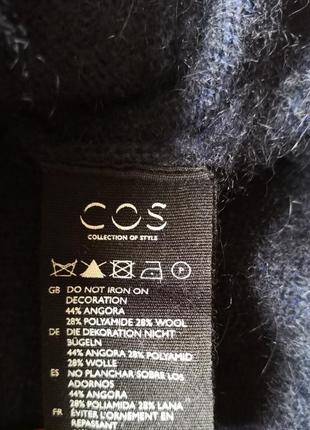 COS
COLLECTION OF STYLE
P
GB DO NOT IRON ON
DECORATION
44% ANGORA
28% POLYAMIDE 28% WOOL
DE DIE DEKORATION NICHT
BÜGELN
44% ANGORA 28% POLYAMID
28% WOLLE
ES NO PLANCHAR SOBRE LOS
ADORNOS
44% ANGORA
28% POLIAMIDA 28% LANA
FR ÉVITER L'ORNEMENT EN
REPASSANT